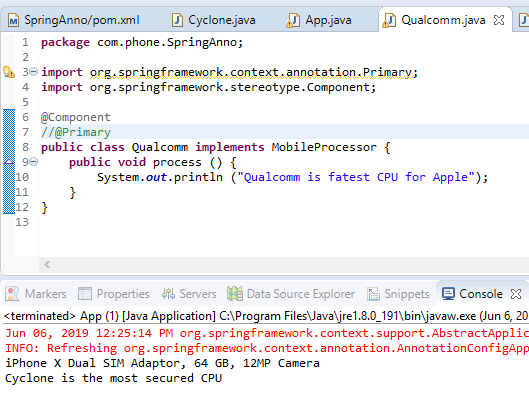 SpringAnno/pom.xml Cyclone.java App.java Qualcomm.java
1 package com.phone.SpringAnno;
2
3 import org.springframework.context.annotation.Primary;
4 import org.springframework.stereotype.Component;
5
6 @Component
7 //@Primary
8 public class Qualcomm implements MobileProcessor {
9 public void process () {
10 System.out.println ("Qualcomm is fatest CPU for Apple");
11 }
12 }
13
Markers Properties Servers Data Source Explorer Snippets Console
<terminated> App (1) [Java Application] C:\Program Files\Java\jre1.8.0_191\bin\javaw.exe (Jun 6, 20
Jun 06, 2019 12:25:14 PM org.springframework.context.support.AbstractApplic
INFO: Refreshing org.springframework.context.annotation.AnnotationConfigApp
iPhone X Dual SIM Adaptor, 64 GB, 12MP Camera
Cyclone is the most secured CPU